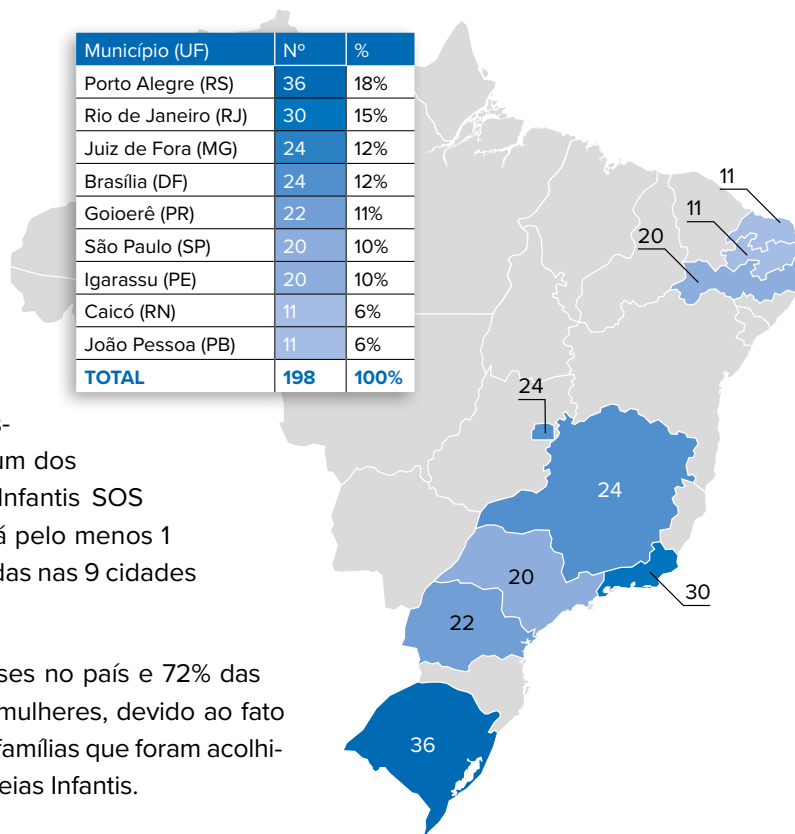 Município (UF) Nº %
Porto Alegre (RS) 36 18%
Rio de Janeiro (RJ) 30 15%
Juiz de Fora (MG) 24 12%
Brasília (DF) 24 12%
Goioerê (PR) 22 11%
São Paulo (SP) 20 10%
Igarassu (PE) 20 10%
Caicó (RN) 11 6%
João Pessoa (PB) 11 6%
TOTAL 198 100%
11
11
20
24
24
20
30
22
36
s-
um dos
Infantis SOS
á pelo menos 1
das nas 9 cidades
ses no país e 72% das
mulheres, devido ao fato
famílias que foram acolhi-
eias Infantis.